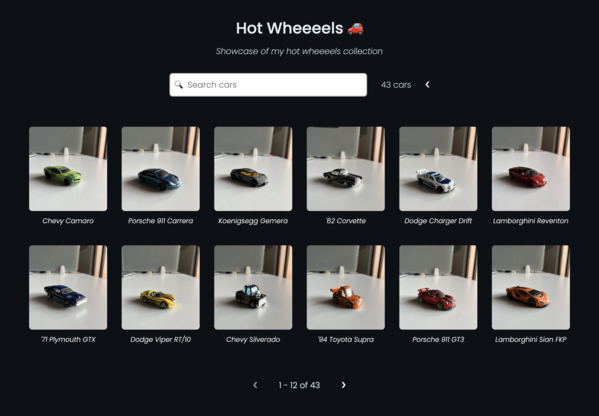 Hot Wheeeels 🚗
Showcase of my hot wheeeels collection
🔍 Search cars
43 cars
Chevy Camaro
Porsche 911 Carrera
Koenigsegg Gemera
'62 Corvette
Dodge Charger Drift
Lamborghini Reventon
'71 Plymouth GTX
Dodge Viper RT/10
Chevy Silverado
'94 Toyota Supra
Porsche 911 GT3
Lamborghini Sian FKP
1 - 12 of 43